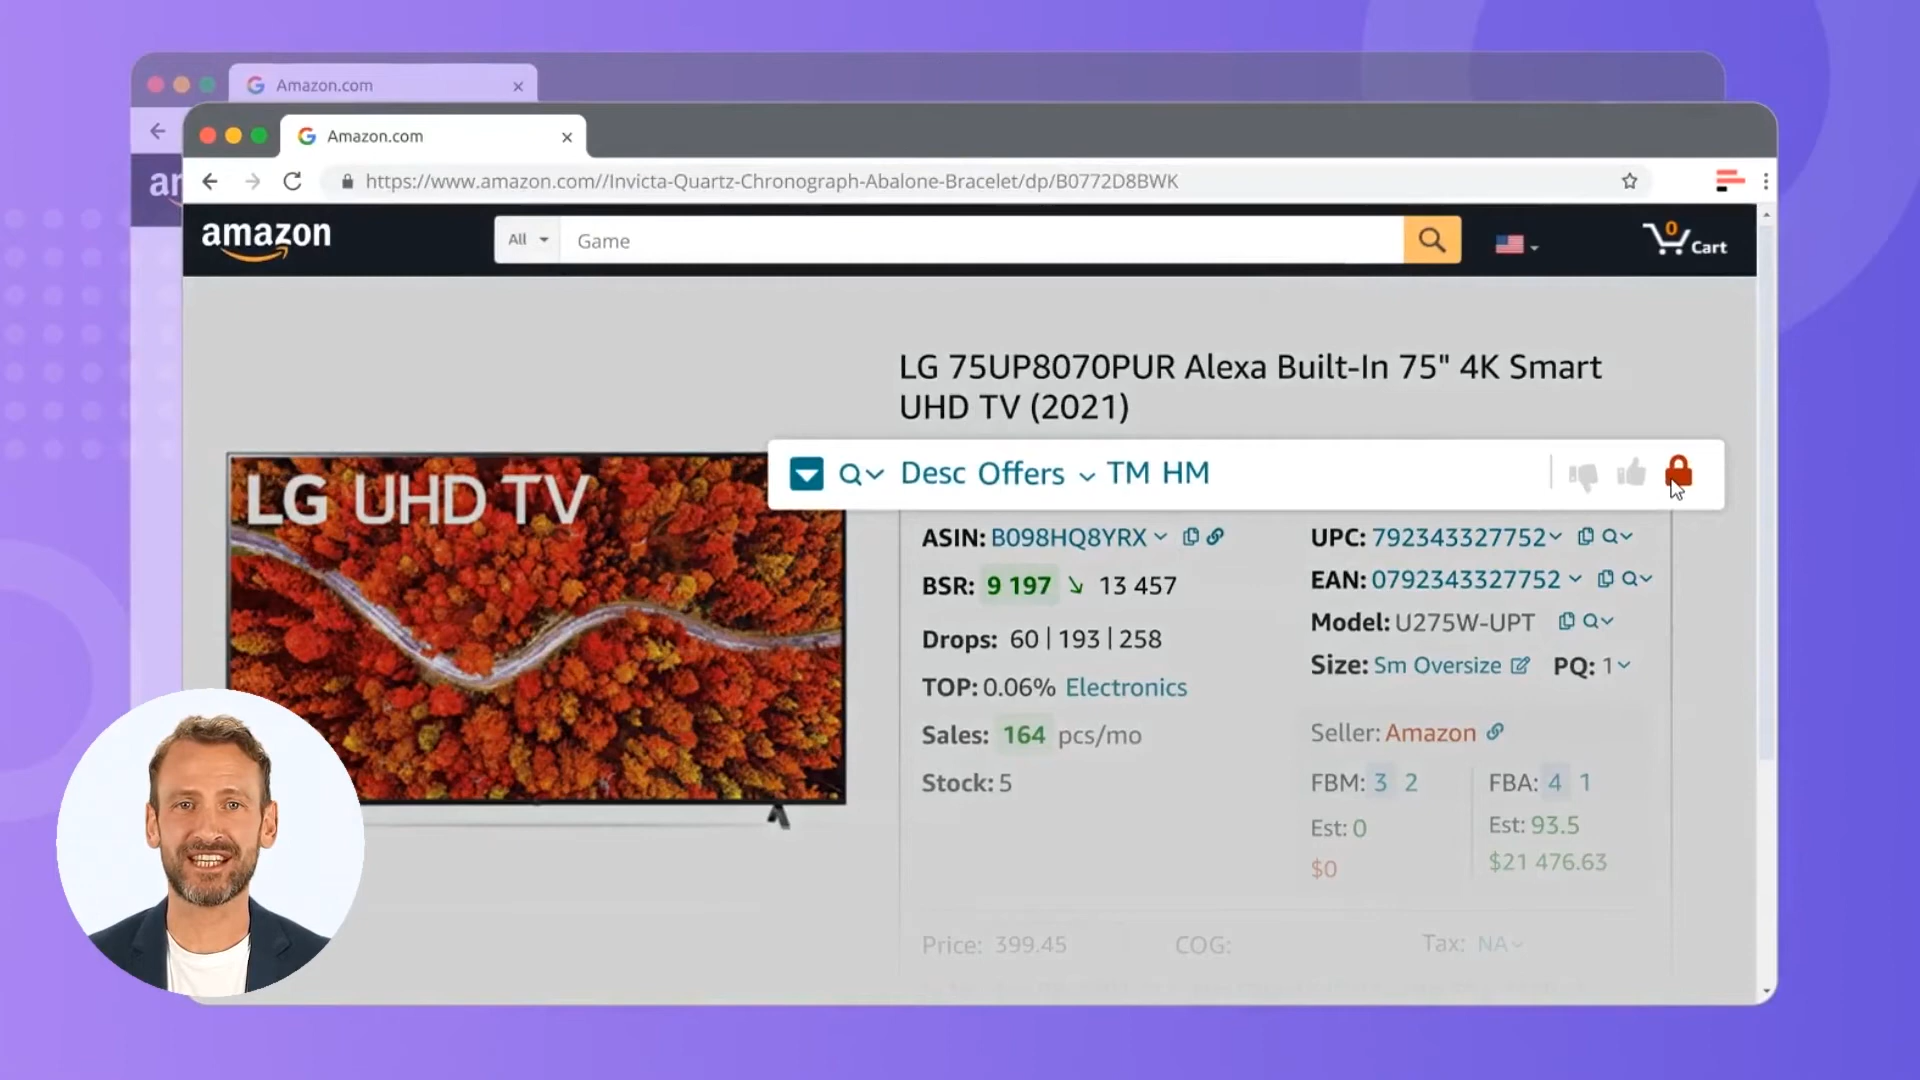 Amazon.com
Amazon.com
https://www.amazon.com//Invicta-Quartz-Chronograph-Abalone-Bracelet/dp/B0772D8BWK
amazon
All
Game
0
Cart
LG 75UP8070PUR Alexa Built-In 75" 4K Smart
UHD TV (2021)
LG UHD TV
Desc Offers TM HM
ASIN: B098HQ8YRX
UPC: 792343327752
BSR: 9 197 ↘ 13 457
EAN: 0792343327752
Drops: 60 | 193 | 258
Model: U275W-UPT
TOP: 0.06% Electronics
Size: Sm Oversize PQ: 1
Sales: 164 pcs/mo
Seller: Amazon
Stock: 5
FBM: 3 2
FBA: 4 1
Est: 0
Est: 93.5
$0
$21 476.63
Price: 399.45
COG:
Tax: NA